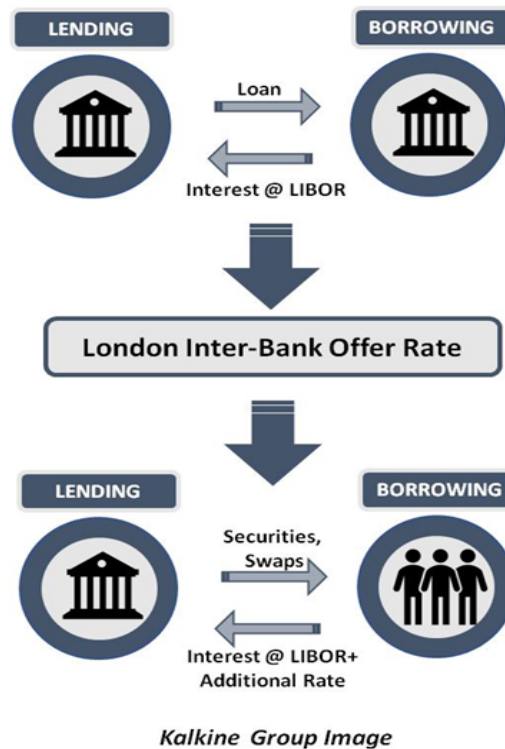 LENDING
BORROWING
Loan
Interest @ LIBOR
London Inter-Bank Offer Rate
LENDING
BORROWING
Securities,
Swaps
Interest @ LIBOR+
Additional Rate
Kalkine Group Image